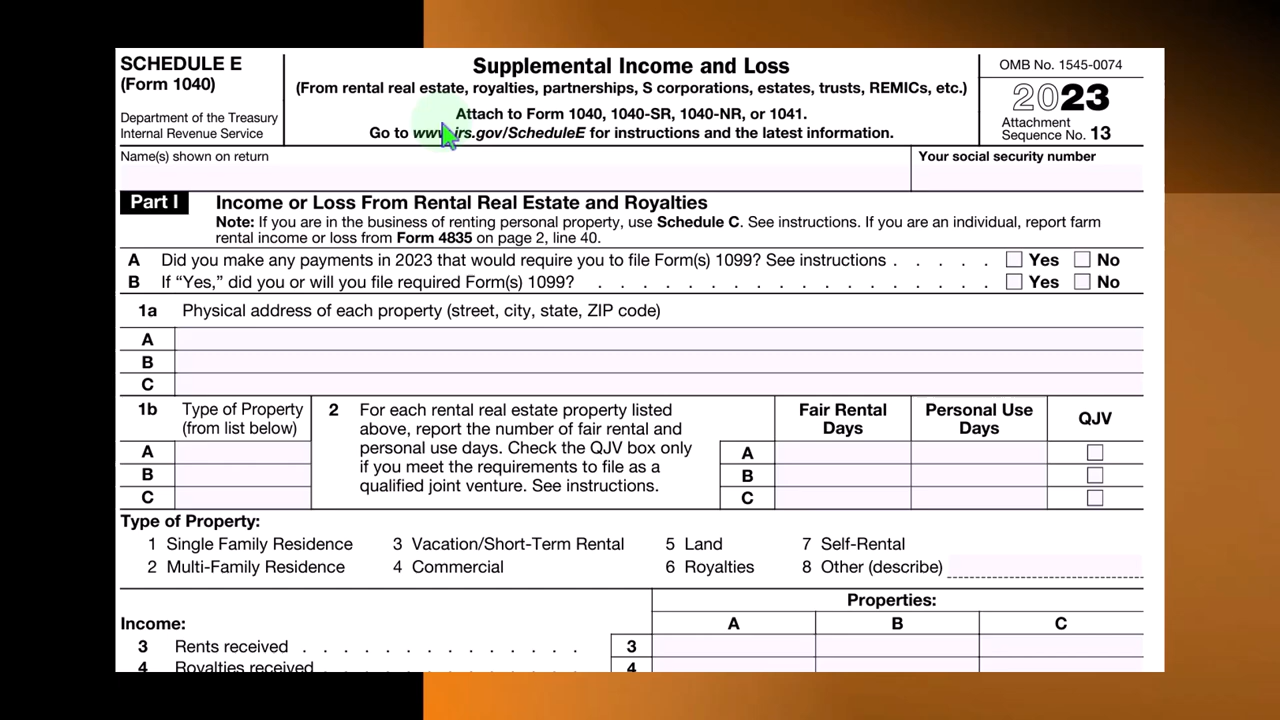 SCHEDULE E
(Form 1040)
Department of the Treasury
Internal Revenue Service
Supplemental Income and Loss
(From rental real estate, royalties, partnerships, S corporations, estates, trusts, REMICs, etc.)
Attach to Form 1040, 1040-SR, 1040-NR, or 1041.
Go to www.irs.gov/ScheduleE for instructions and the latest information.
OMB No. 1545-0074
2023
Attachment
Sequence No. 13
Name(s) shown on return
Your social security number
Part I Income or Loss From Rental Real Estate and Royalties
Note: If you are in the business of renting personal property, use Schedule C. See instructions. If you are an individual, report farm
rental income or loss from Form 4835 on page 2, line 40.
A Did you make any payments in 2023 that would require you to file Form(s) 1099? See instructions . . . . . Yes No
B If “Yes,” did you or will you file required Form(s) 1099? . . . . . . . . . . . . . . . . . . Yes No
1a Physical address of each property (street, city, state, ZIP code)
A
B
C
1b Type of Property
(from list below)
A
B
C
2 For each rental real estate property listed
above, report the number of fair rental and
personal use days. Check the QJV box only
if you meet the requirements to file as a
qualified joint venture. See instructions.
Fair Rental
Days
Personal Use
Days
QJV
A
B
C
Type of Property:
1 Single Family Residence 3 Vacation/Short-Term Rental 5 Land 7 Self-Rental
2 Multi-Family Residence 4 Commercial 6 Royalties 8 Other (describe)
Properties:
Income: A B C
3 Rents received . . . . . . . . . . . 3
4 Royalties received . . . . . . . . . . 4